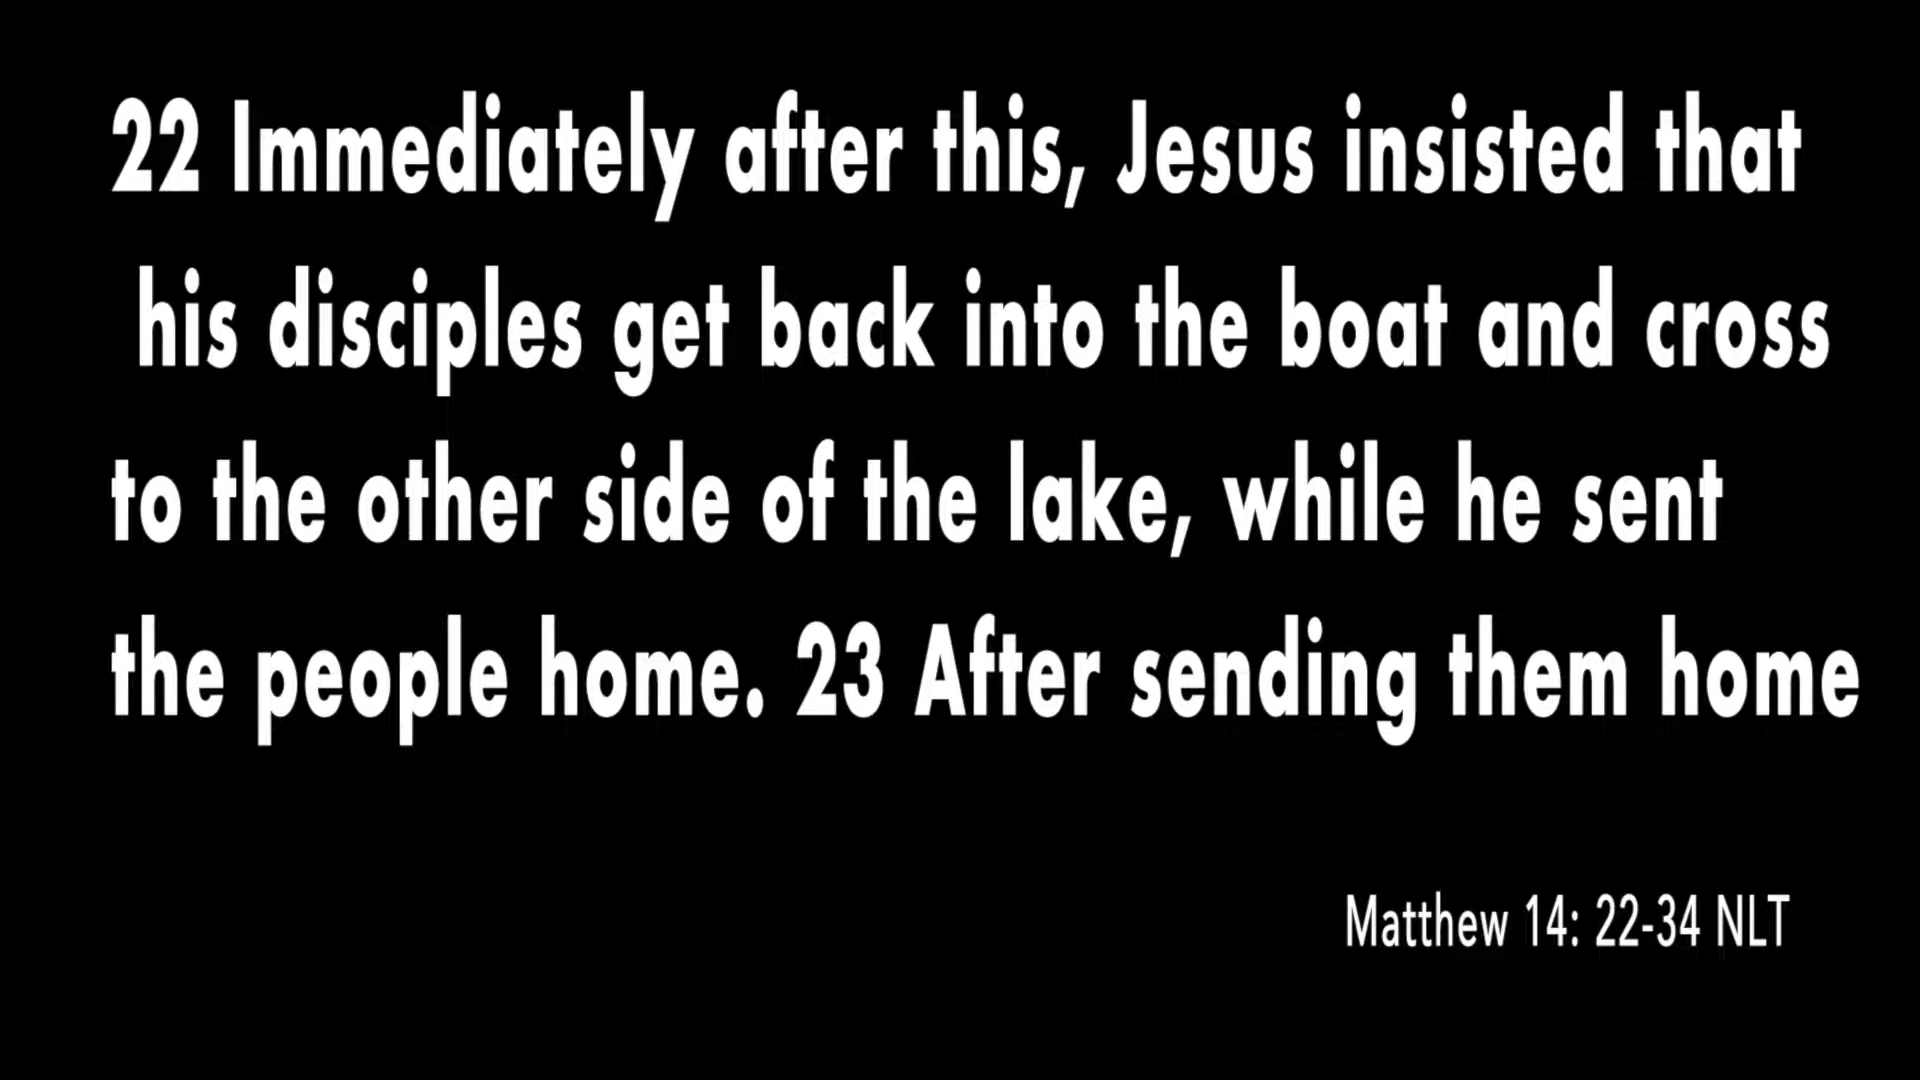 22 Immediately after this, Jesus insisted that
his disciples get back into the boat and cross
to the other side of the lake, while he sent
the people home. 23 After sending them home
Matthew 14: 22-34 NLT